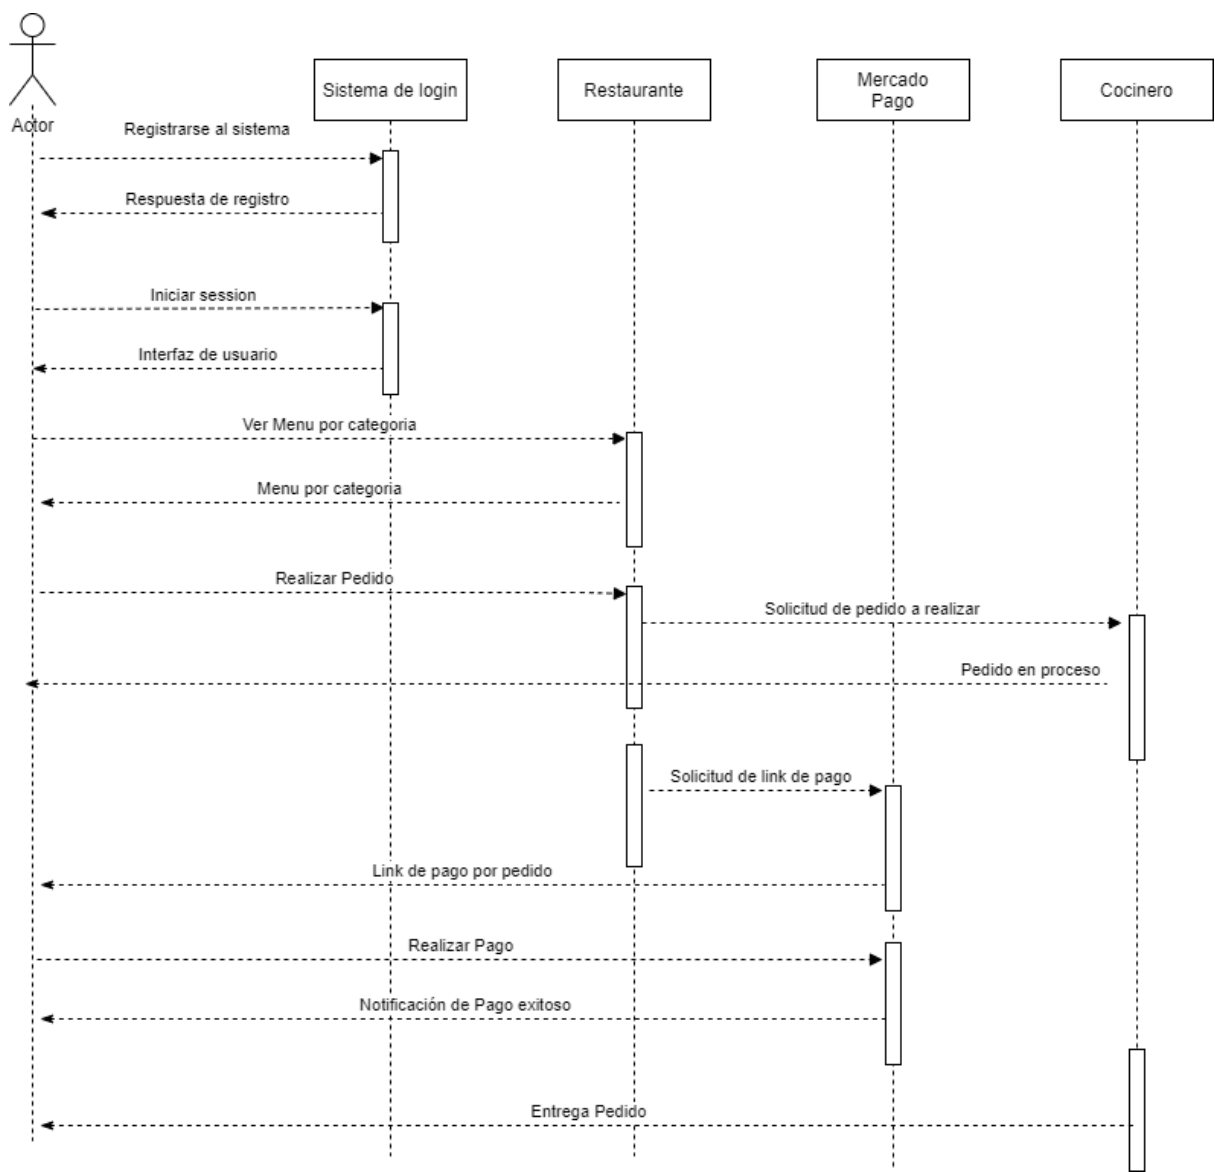 Sistema de login
Restaurante
Mercado
Pago
Cocinero
Actor
Registrarse al sistema
Respuesta de registro
Iniciar session
Interfaz de usuario
Ver Menu por categoria
Menu por categoria
Realizar Pedido
Solicitud de pedido a realizar
Pedido en proceso
Solicitud de link de pago
Link de pago por pedido
Realizar Pago
Notificación de Pago exitoso
Entrega Pedido